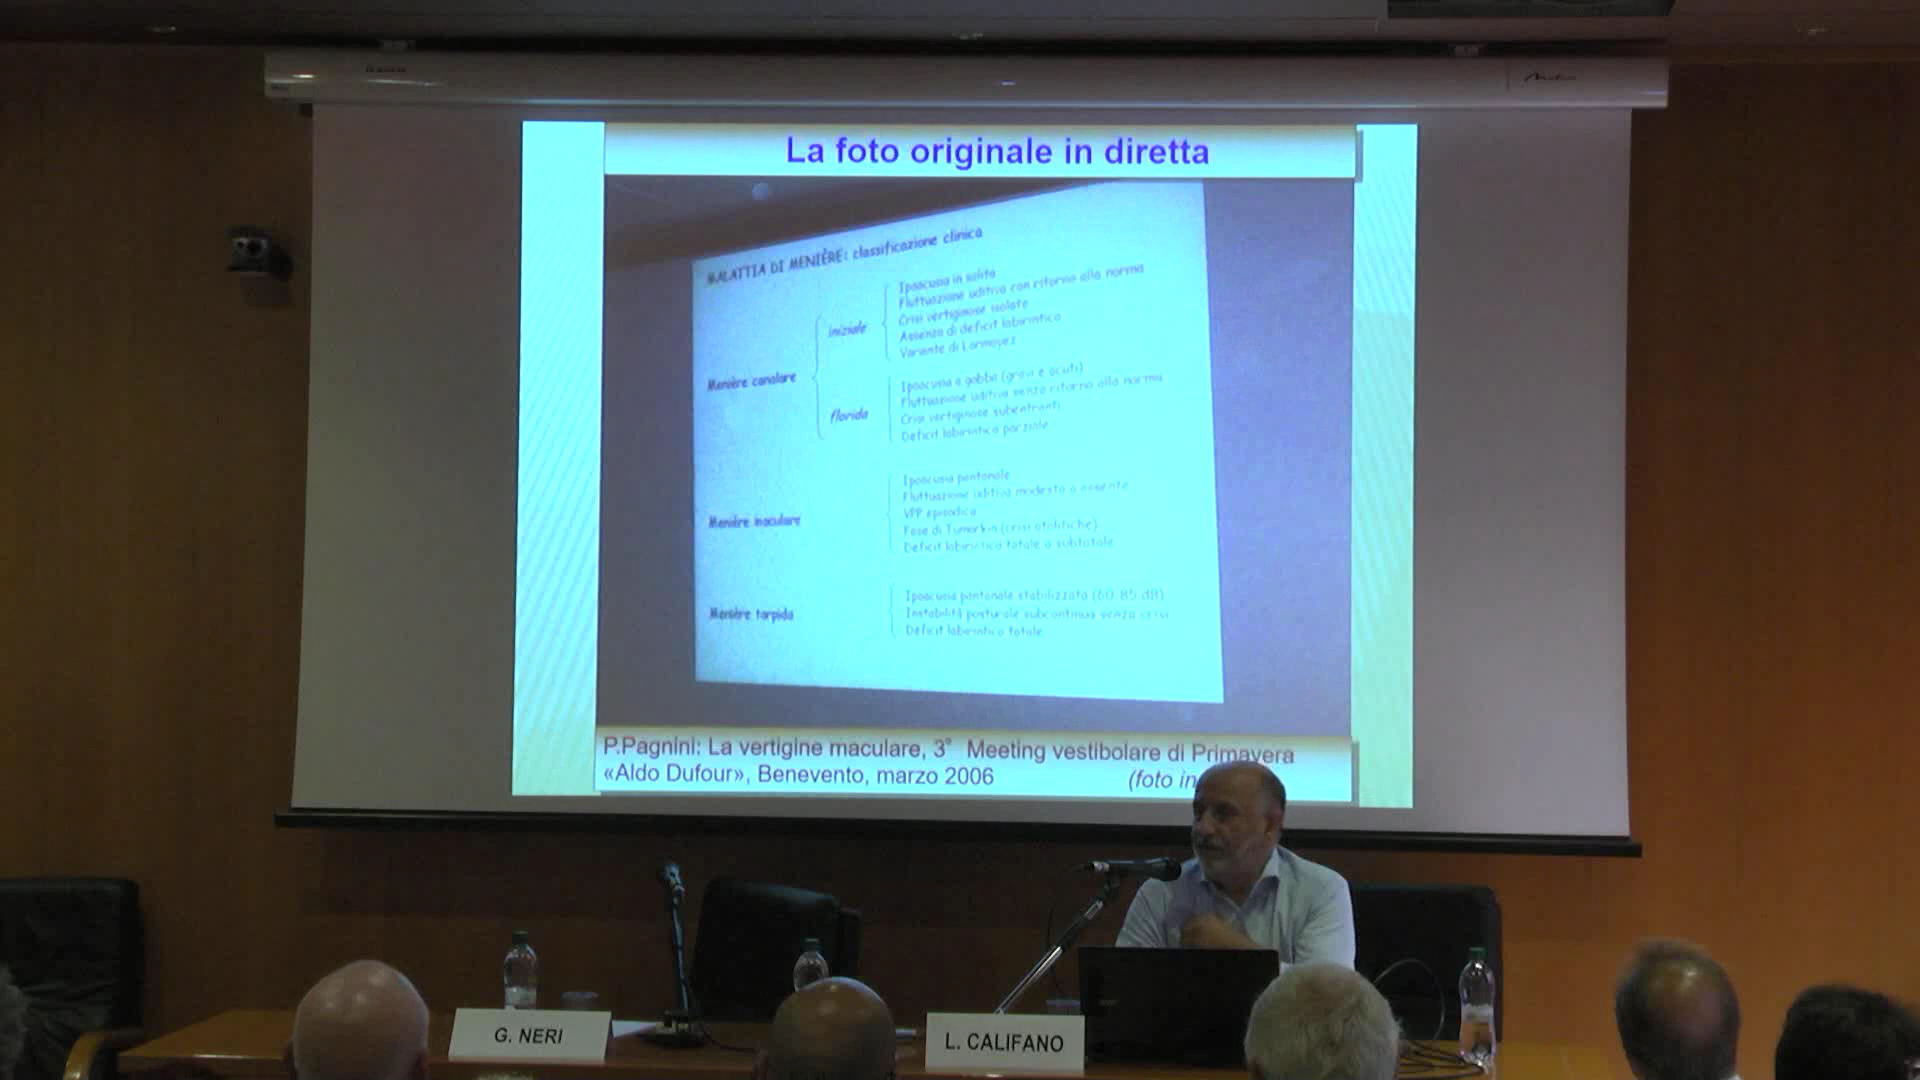 La foto originale in diretta
MALATTIA DI MENIÈRE: classificazione clinica
Menière canalare
iniziale
Ipoacusia in salita
Fluttuazione uditiva con ritorno alla norma
Crisi vertiginose isolate
Assenza di deficit labirintico
Variante di Lermoyez
florida
Ipoacusia a gobba (gravi e acuti)
Fluttuazione uditiva senza ritorno alla norma
Crisi vertiginose subentranti
Deficit labirintico parziale
Menière maculare
Ipoacusia pantonale
Fluttuazione uditiva modesta o assente
VPP episodica
Fase di Tumarkin (crisi otolitiche)
Deficit labirintico totale o subtotale
Menière torpida
Ipoacusia pantonale stabilizzata (60-85 dB)
Instabilità posturale subcontinua senza crisi
Deficit labirintico totale
P.Pagnini: La vertigine maculare, 3° Meeting vestibolare di Primavera
«Aldo Dufour», Benevento, marzo 2006
(foto in
G. NERI
L. CALIFANO